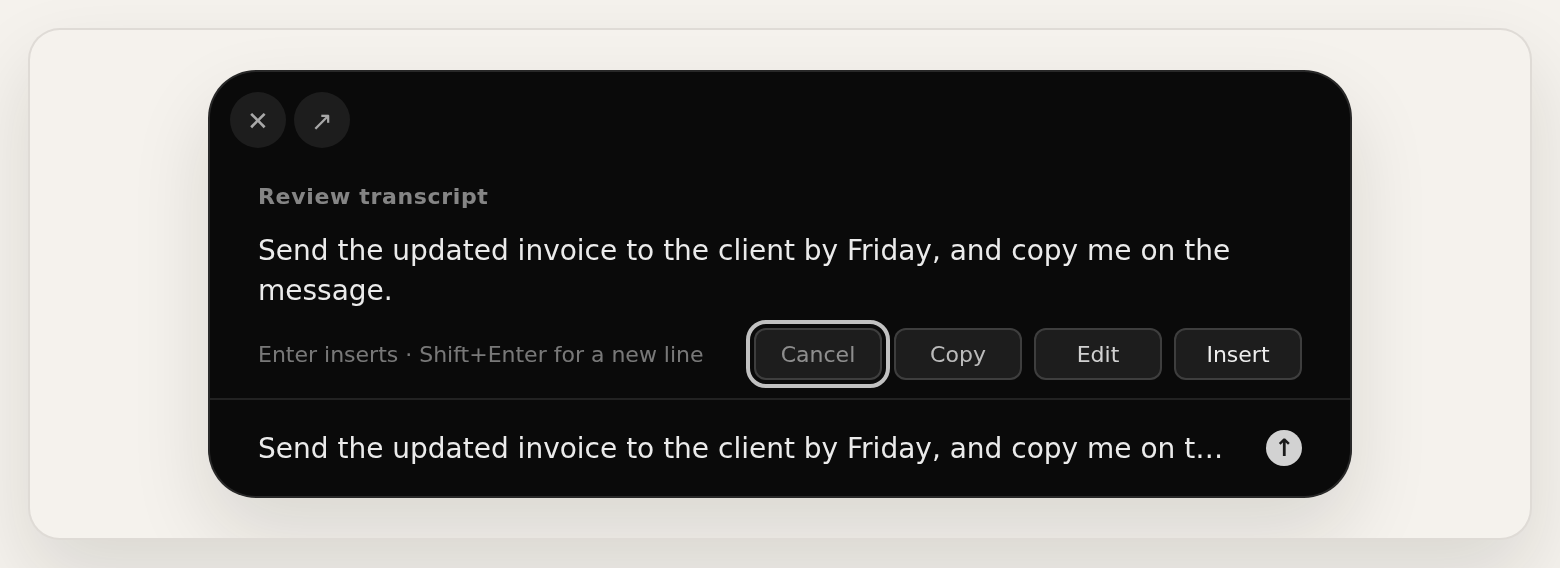 Review transcript
Send the updated invoice to the client by Friday, and copy me on the
message.
Enter inserts · Shift+Enter for a new line
Cancel
Copy
Edit
Insert
Send the updated invoice to the client by Friday, and copy me on t…